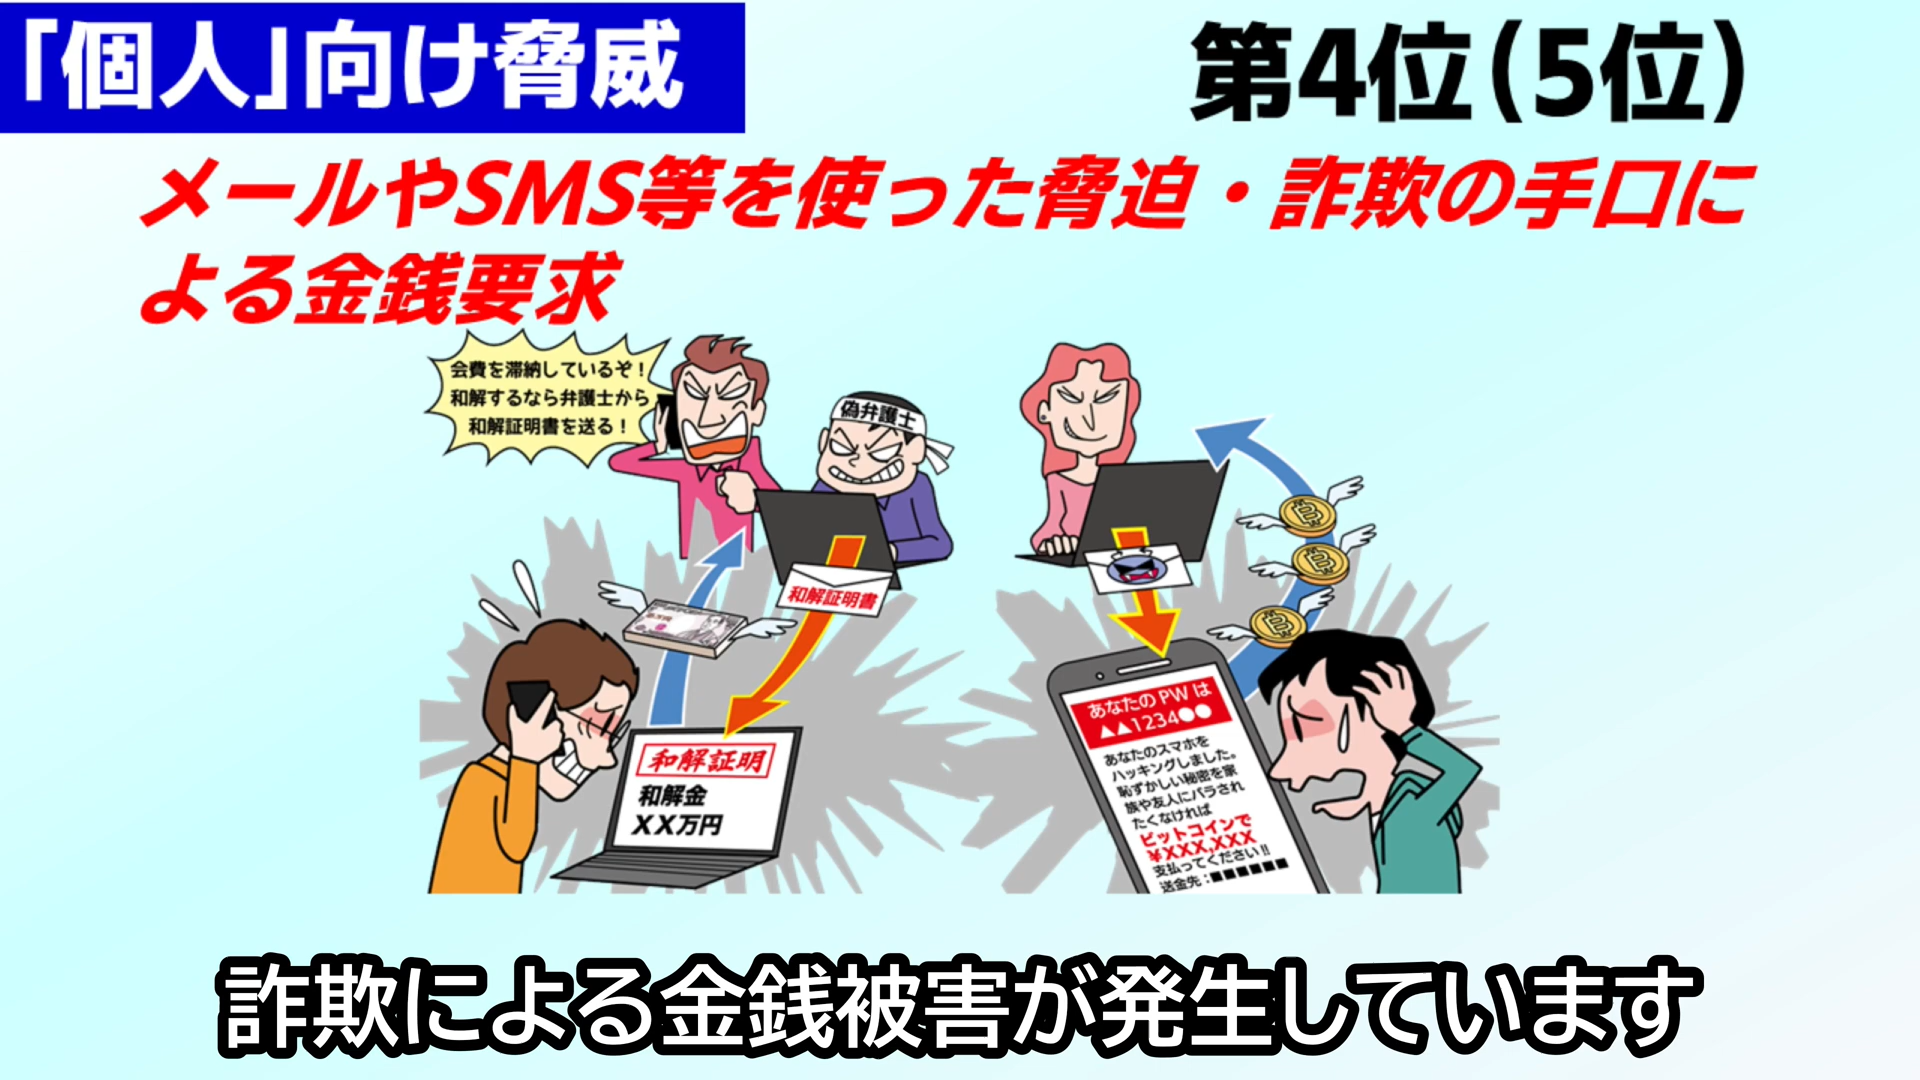 「個人」向け脅威
第4位(5位)
メールやSMS等を使った脅迫・詐欺の手口に
よる金銭要求
会費を滞納しているぞ！
和解するなら弁護士から
和解証明書を送る！
偽弁護士
和解証明書
和解証明
和解金
XX万円
あなたのPWは
▲▲1234●●
あなたのスマホを
ハッキングしました。
恥ずかしい秘密を家
族や友人にバラされ
たくなければ
ビットコインで
¥XXX,XXX
支払ってください!!
送金先：■■■■■■
詐欺による金銭被害が発生しています